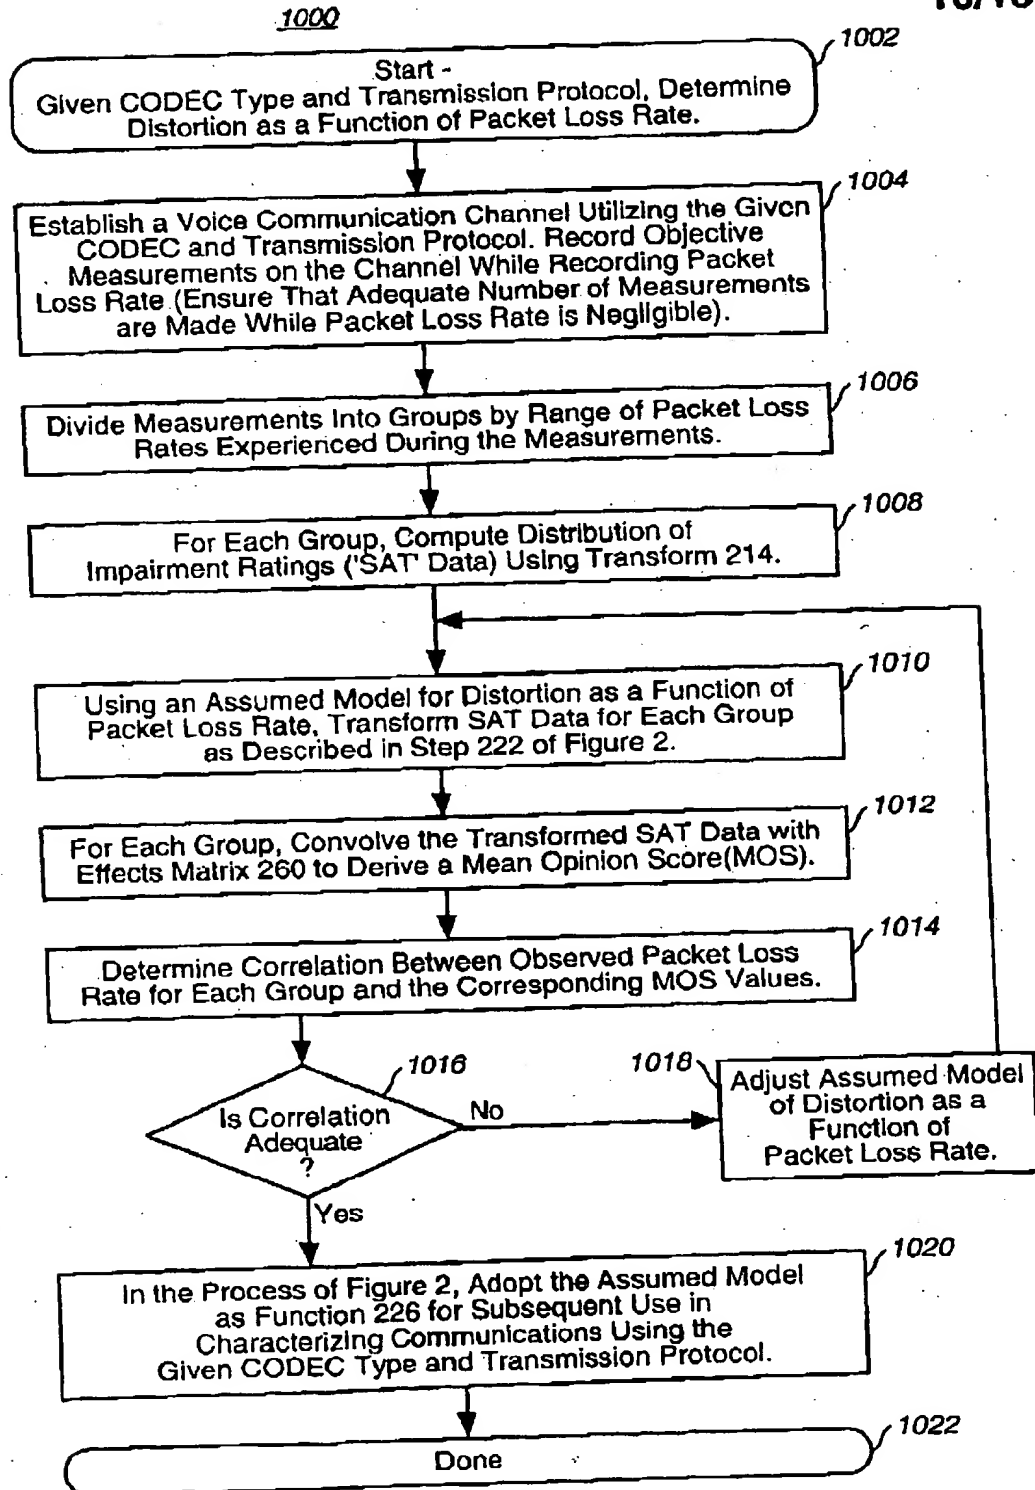 1000
1002
Start -
Given CODEC Type and Transmission Protocol, Determine
Distortion as a Function of Packet Loss Rate.
1004
Establish a Voice Communication Channel Utilizing the Given
CODEC and Transmission Protocol. Record Objective
Measurements on the Channel While Recording Packet
Loss Rate (Ensure That Adequate Number of Measurements
are Made While Packet Loss Rate is Negligible).
1006
Divide Measurements Into Groups by Range of Packet Loss
Rates Experienced During the Measurements.
1008
For Each Group, Compute Distribution of
Impairment Ratings ('SAT' Data) Using Transform 214.
1010
Using an Assumed Model for Distortion as a Function of
Packet Loss Rate, Transform SAT Data for Each Group
as Described in Step 222 of Figure 2.
1012
For Each Group, Convolve the Transformed SAT Data with
Effects Matrix 260 to Derive a Mean Opinion Score(MOS).
1014
Determine Correlation Between Observed Packet Loss
Rate for Each Group and the Corresponding MOS Values.
1016
Is Correlation
Adequate
?
No
Yes
1018
Adjust Assumed Model
of Distortion as a
Function of
Packet Loss Rate.
1020
In the Process of Figure 2, Adopt the Assumed Model
as Function 226 for Subsequent Use in
Characterizing Communications Using the
Given CODEC Type and Transmission Protocol.
1022
Done